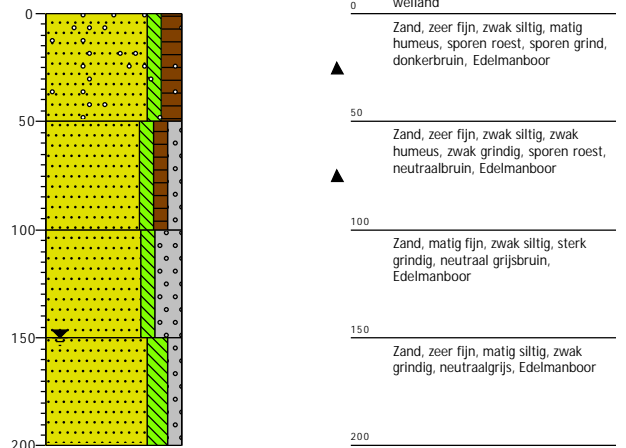 0
50
100
150
200
0
weiland
Zand, zeer fijn, zwak siltig, matig
humeus, sporen roest, sporen grind,
donkerbruin, Edelmanboor
50
Zand, zeer fijn, zwak siltig, zwak
humeus, zwak grindig, sporen roest,
neutraalbruin, Edelmanboor
100
Zand, matig fijn, zwak siltig, sterk
grindig, neutraal grijsbruin,
Edelmanboor
150
Zand, zeer fijn, matig siltig, zwak
grindig, neutraalgrijs, Edelmanboor
200